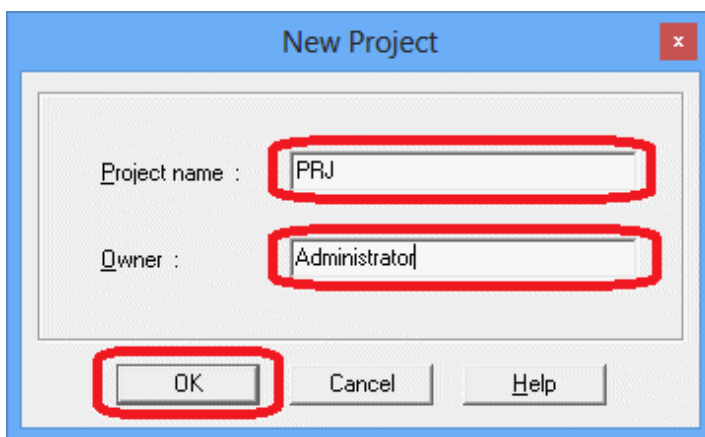 New Project
x
Project name : PRJ
Owner : Administrator
OK Cancel Help